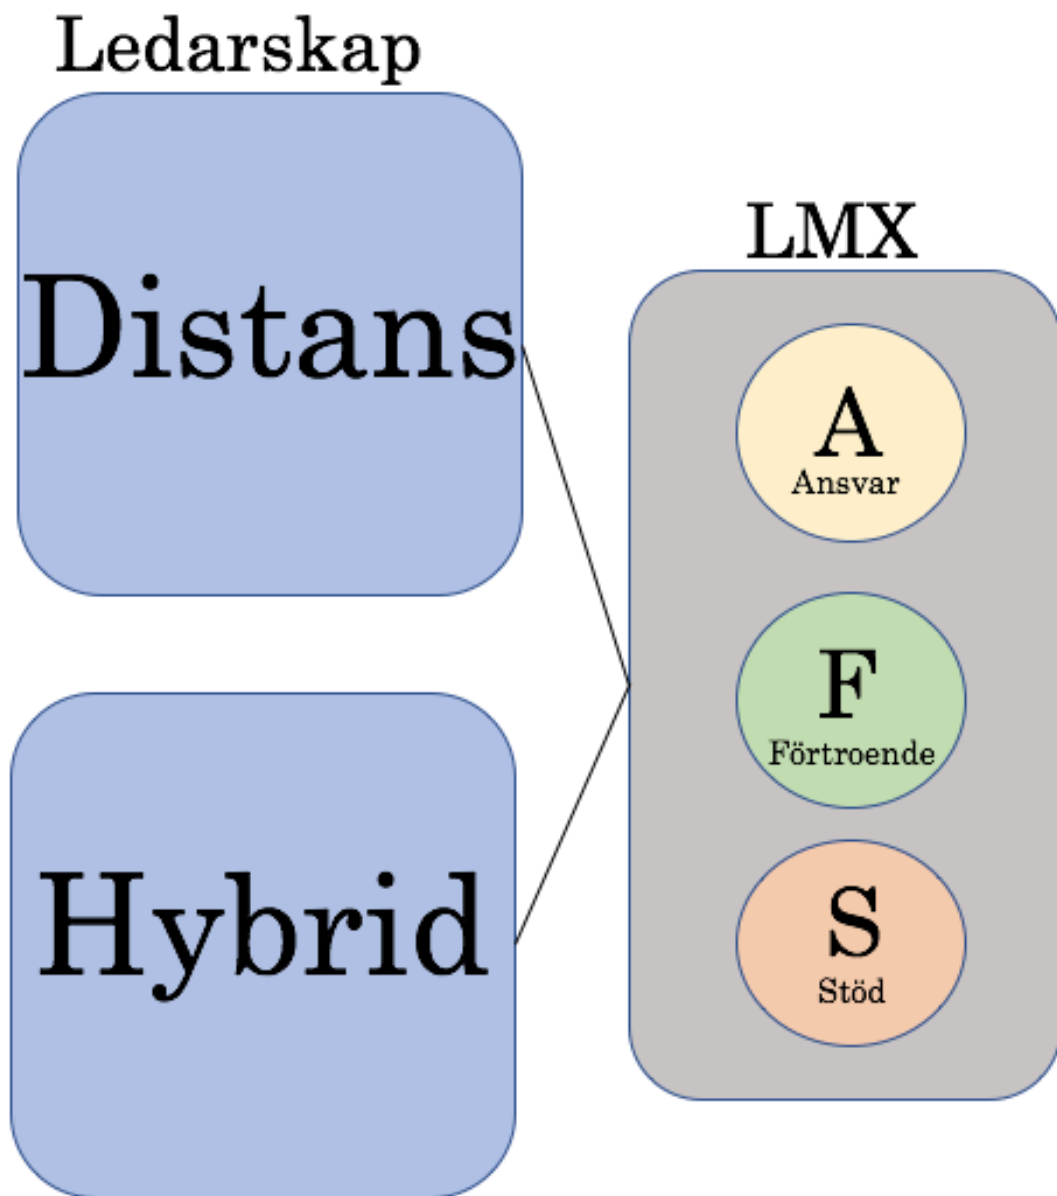 Ledarskap
Distans
Hybrid
LMX
A
Ansvar
F
Förtroende
S
Stöd